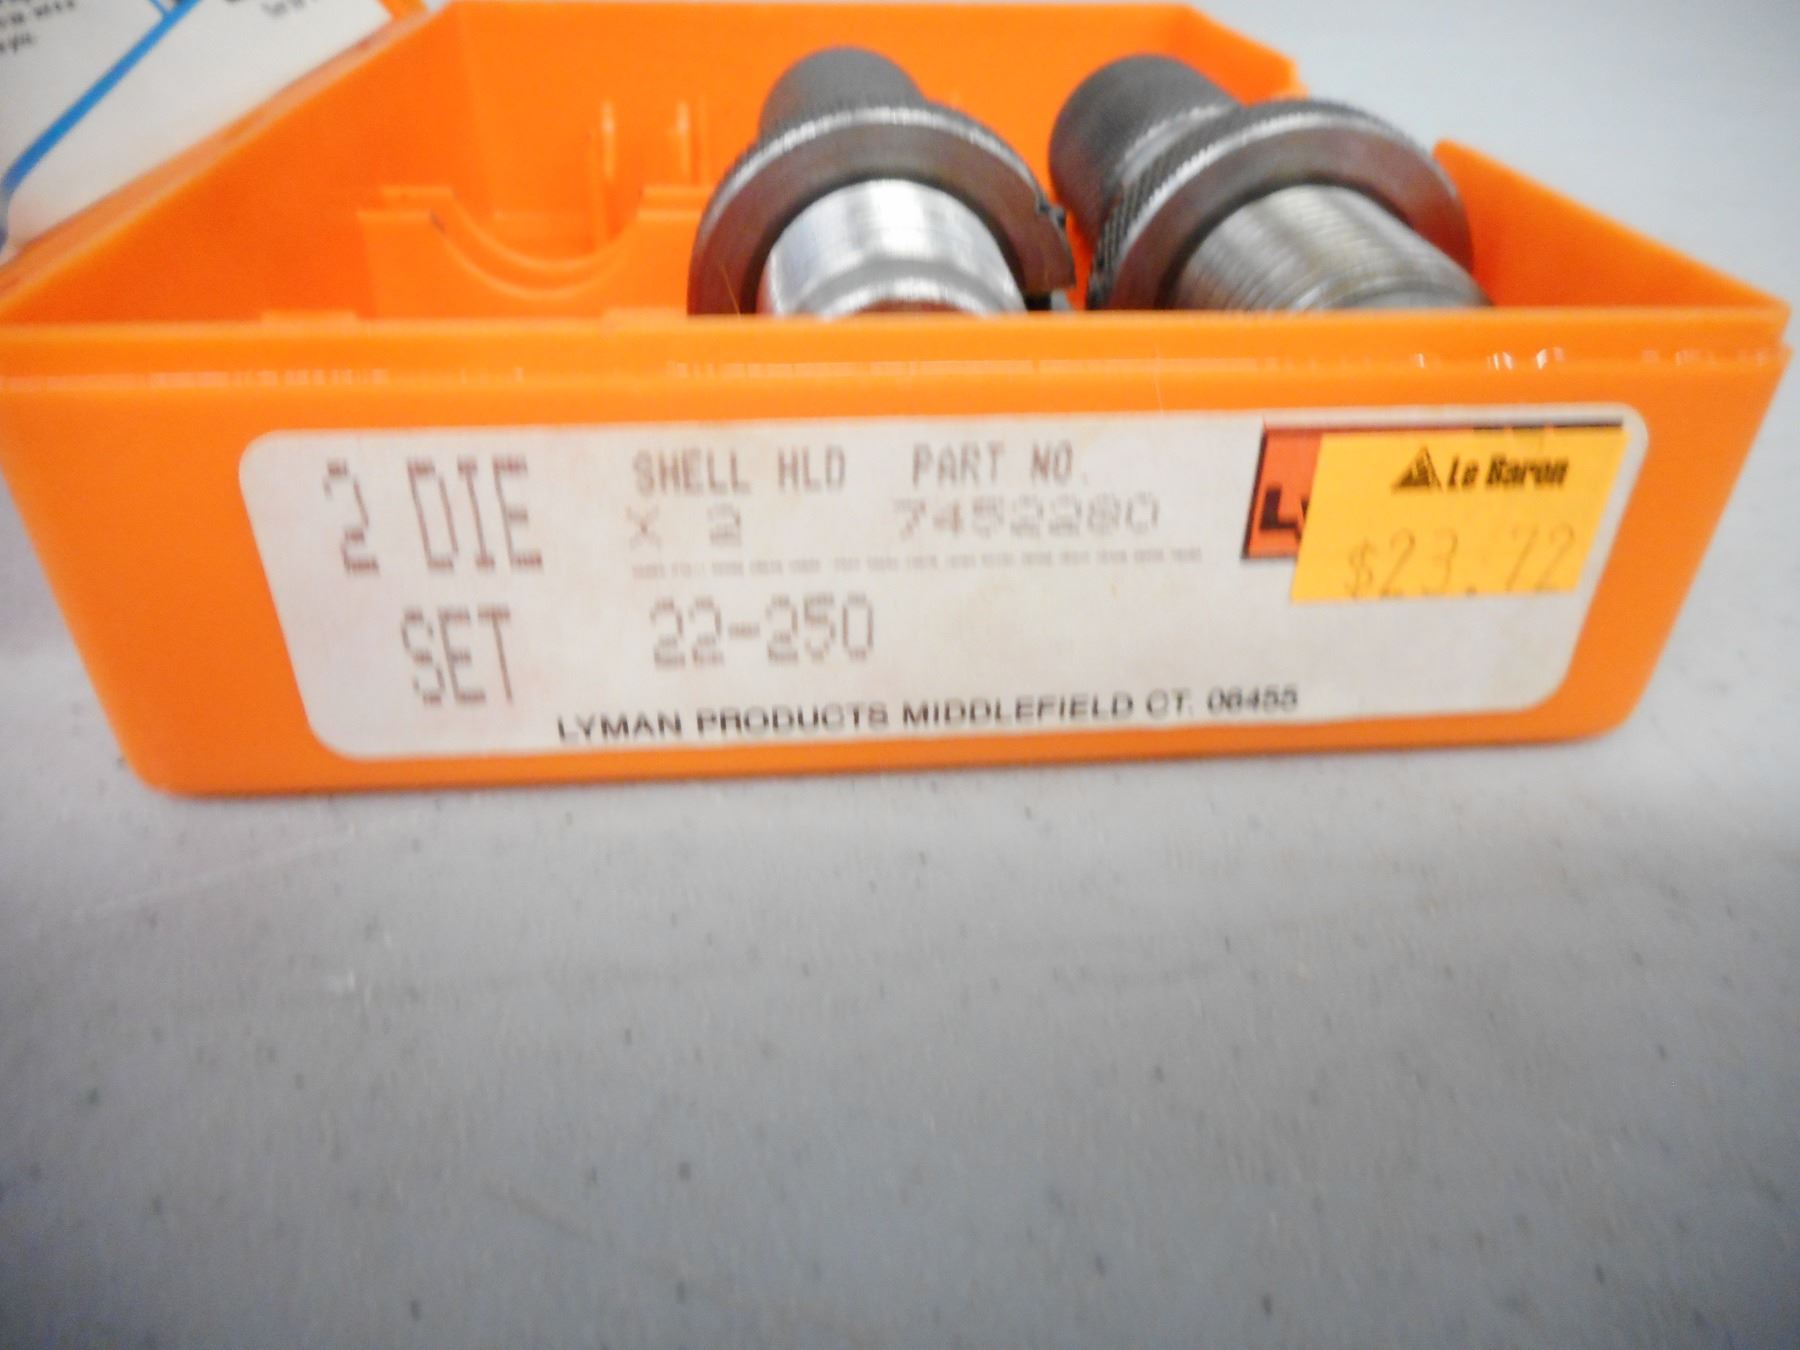 2 DIE
SET
SHELL HLD PART NO.
X 2 7452280
22-250
LYMAN PRODUCTS MIDDLEFIELD CT. 06455
Le Baron
$23.72